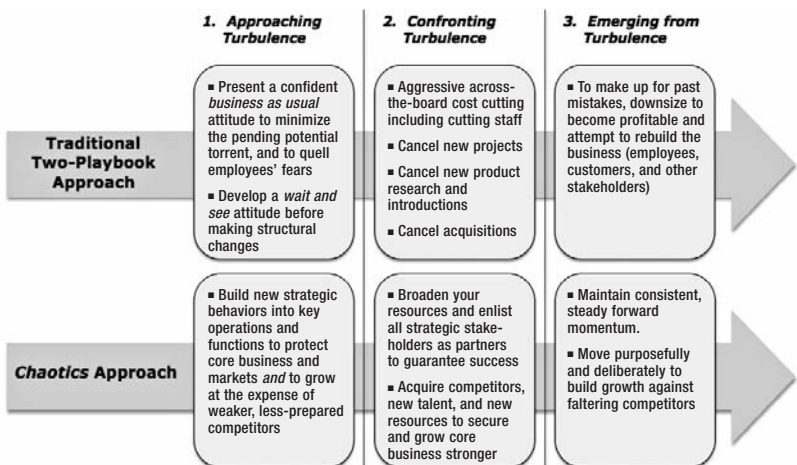 1. Approaching
Turbulence
2. Confronting
Turbulence
3. Emerging from
Turbulence
Traditional
Two-Playbook
Approach
▪ Present a confident
business as usual
attitude to minimize
the pending potential
torrent, and to quell
employees' fears
▪ Develop a wait and
see attitude before
making structural
changes
▪ Aggressive across-
the-board cost cutting
including cutting staff
▪ Cancel new projects
▪ Cancel new product
research and
introductions
▪ Cancel acquisitions
▪ To make up for past
mistakes, downsize to
become profitable and
attempt to rebuild the
business (employees,
customers, and other
stakeholders)
Chaotics Approach
▪ Build new strategic
behaviors into key
operations and
functions to protect
core business and
markets and to grow
at the expense of
weaker, less-prepared
competitors
▪ Broaden your
resources and enlist
all strategic stake-
holders as partners
to guarantee success
▪ Acquire competitors,
new talent, and new
resources to secure
and grow core
business stronger
▪ Maintain consistent,
steady forward
momentum.
▪ Move purposefully
and deliberately to
build growth against
faltering competitors